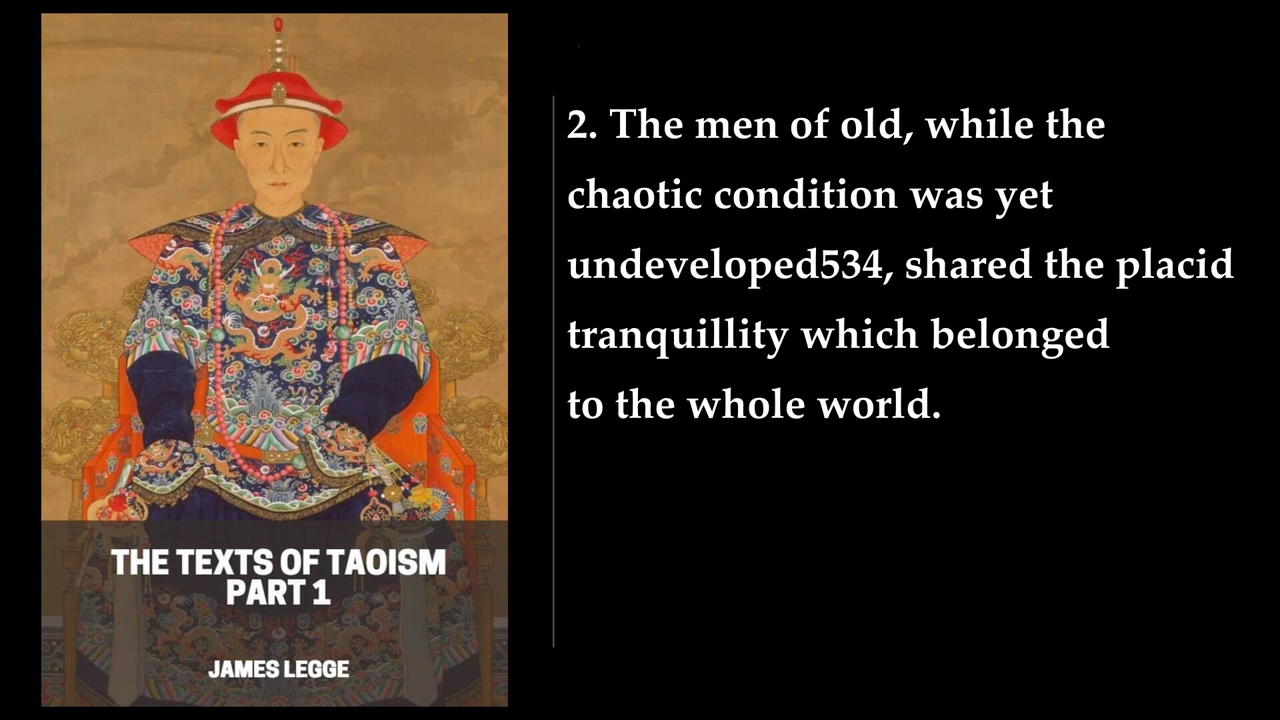 THE TEXTS OF TAOISM
PART 1
JAMES LEGGE
2. The men of old, while the
chaotic condition was yet
undeveloped534, shared the placid
tranquillity which belonged
to the whole world.